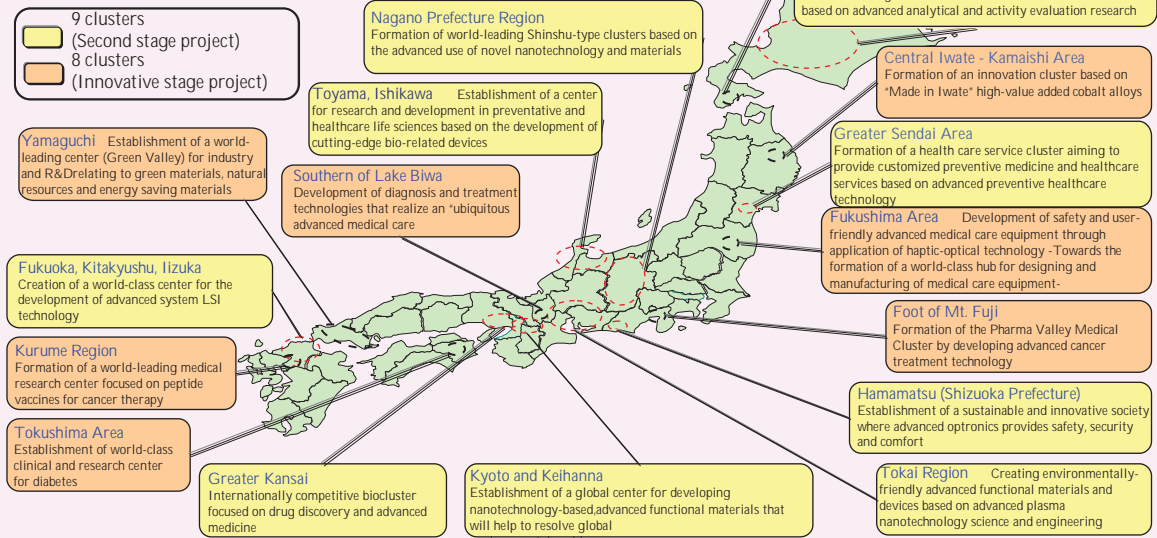 9 clusters
(Second stage project)
8 clusters
(Innovative stage project)
Nagano Prefecture Region
Formation of world-leading Shinshu-type clusters based on
the advanced use of novel nanotechnology and materials
based on advanced analytical and activity evaluation research
Central Iwate - Kamaishi Area
Formation of an innovation cluster based on
"Made in Iwate" high-value added cobalt alloys
Toyama, Ishikawa Establishment of a center
for research and development in preventative and
healthcare life sciences based on the development of
cutting-edge bio-related devices
Greater Sendai Area
Formation of a health care service cluster aiming to
provide customized preventive medicine and healthcare
services based on advanced preventive healthcare
technology
Yamaguchi Establishment of a world-
leading center (Green Valley) for industry
and R&Drelating to green materials, natural
resources and energy saving materials
Southern of Lake Biwa
Development of diagnosis and treatment
technologies that realize an "ubiquitous
advanced medical care
Fukushima Area Development of safety and user-
friendly advanced medical care equipment through
application of haptic-optical technology -Towards the
formation of a world-class hub for designing and
manufacturing of medical care equipment-
Fukuoka, Kitakyushu, Iizuka
Creation of a world-class center for the
development of advanced system LSI
technology
Foot of Mt. Fuji
Formation of the Pharma Valley Medical
Cluster by developing advanced cancer
treatment technology
Kurume Region
Formation of a world-leading medical
research center focused on peptide
vaccines for cancer therapy
Hamamatsu (Shizuoka Prefecture)
Establishment of a sustainable and innovative society
where advanced optronics provides safety, security
and comfort
Tokushima Area
Establishment of world-class
clinical and research center
for diabetes
Greater Kansai
Internationally competitive biocluster
focused on drug discovery and advanced
medicine
Kyoto and Keihanna
Establishment of a global center for developing
nanotechnology-based,advanced functional materials that
will help to resolve global
Tokai Region Creating environmentally-
friendly advanced functional materials and
devices based on advanced plasma
nanotechnology science and engineering